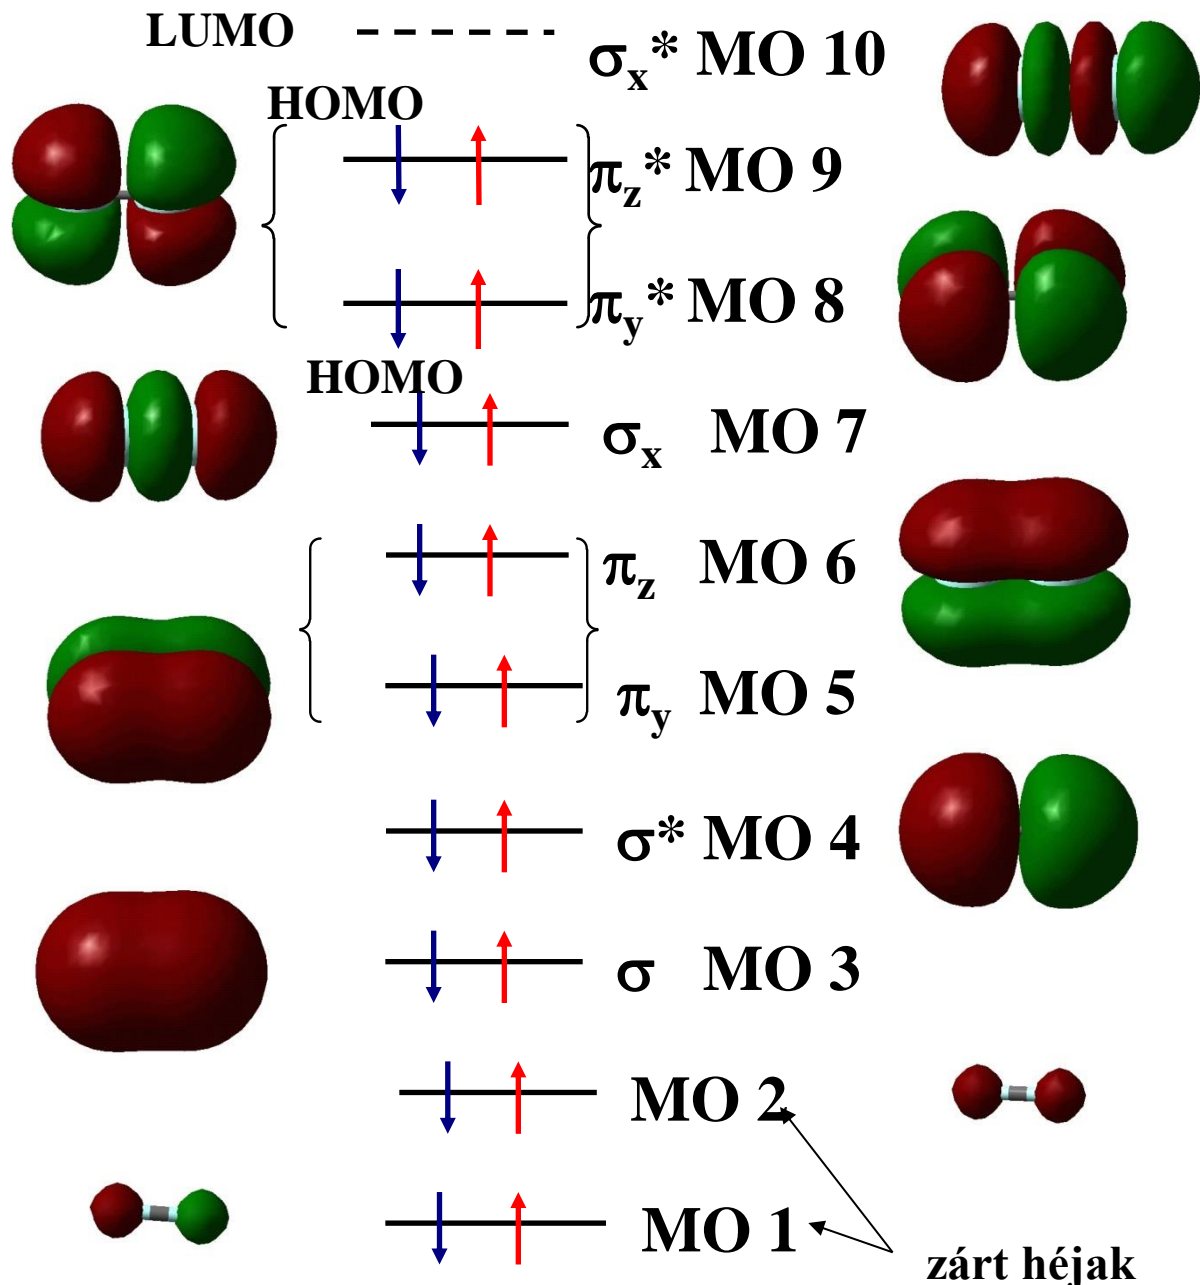 LUMO
σx* MO 10
HOMO
πz* MO 9
πy* MO 8
HOMO
σx MO 7
πz MO 6
πy MO 5
σ* MO 4
σ MO 3
MO 2
MO 1
zárt héjak